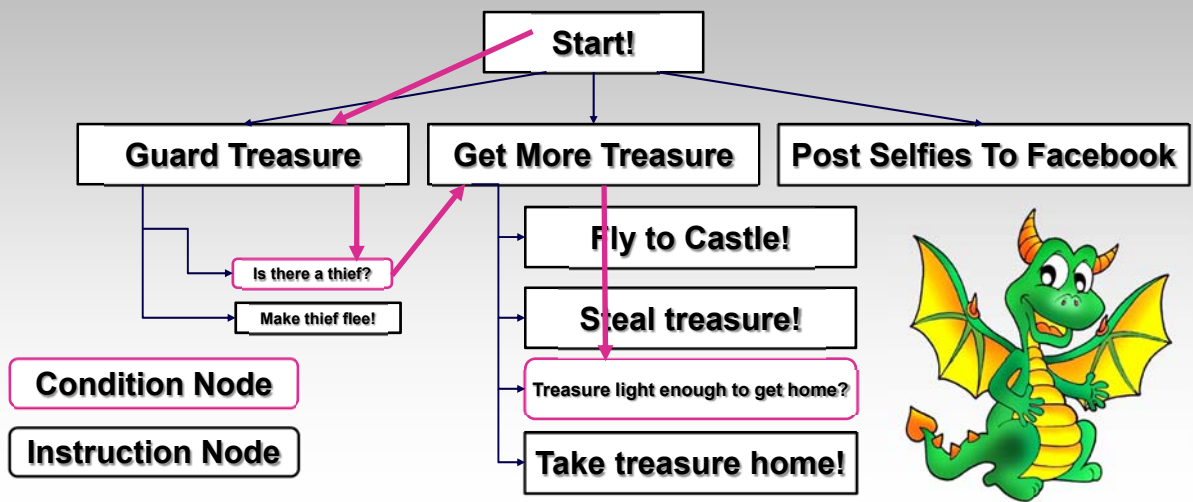 Start!
Guard Treasure
Get More Treasure
Post Selfies To Facebook
Is there a thief?
Make thief flee!
Fly to Castle!
Steal treasure!
Treasure light enough to get home?
Take treasure home!
Condition Node
Instruction Node